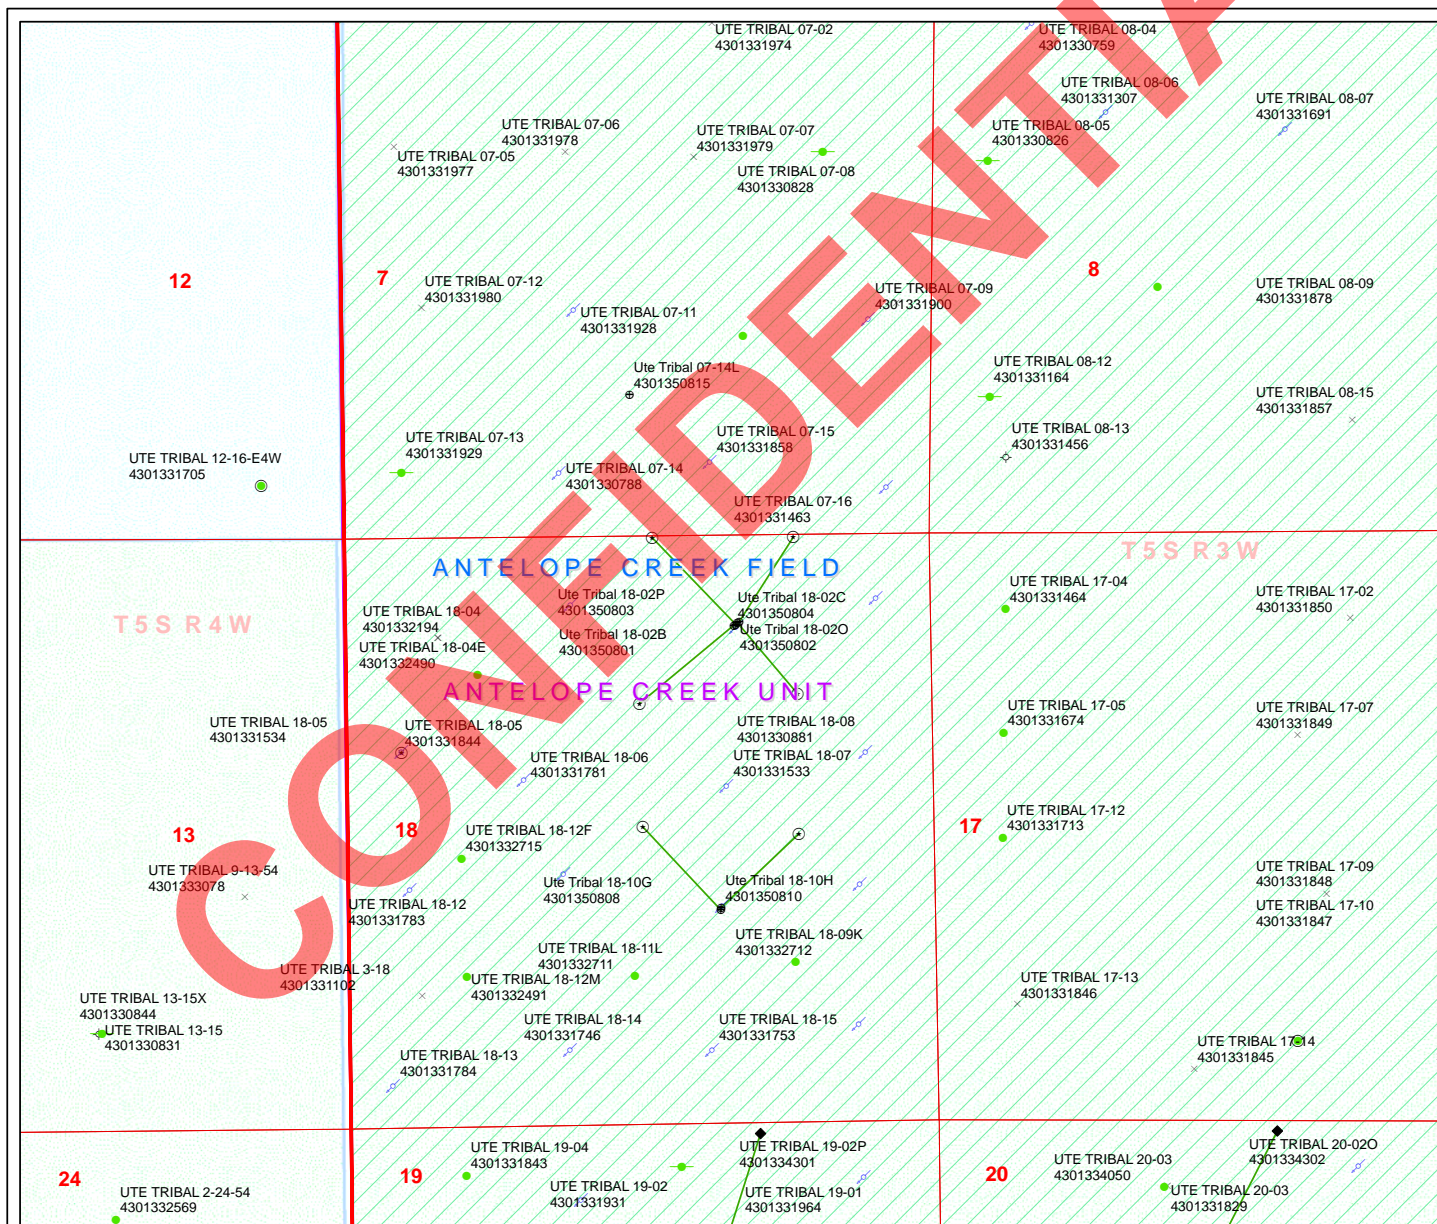 UTE TRIBAL 07-02
4301331974
UTE TRIBAL 08-04
4301330759
UTE TRIBAL 08-06
4301331307
UTE TRIBAL 08-07
4301331691
UTE TRIBAL 07-06
4301331978
UTE TRIBAL 07-07
4301331979
UTE TRIBAL 08-05
4301330826
UTE TRIBAL 07-05
4301331977
UTE TRIBAL 07-08
4301330828
12
7
8
UTE TRIBAL 07-12
4301331980
UTE TRIBAL 07-11
4301331928
UTE TRIBAL 07-09
4301331900
UTE TRIBAL 08-09
4301331878
Ute Tribal 07-14L
4301350815
UTE TRIBAL 08-12
4301331164
UTE TRIBAL 08-15
4301331857
UTE TRIBAL 12-16-E4W
4301331705
UTE TRIBAL 07-13
4301331929
UTE TRIBAL 07-14
4301330788
UTE TRIBAL 07-15
4301331858
UTE TRIBAL 08-13
4301331456
UTE TRIBAL 07-16
4301331463
T5S R3W
ANTELOPE CREEK FIELD
T5S R4W
UTE TRIBAL 18-04
4301332194
Ute Tribal 18-02P
4301350803
Ute Tribal 18-02C
4301350804
UTE TRIBAL 17-04
4301331464
UTE TRIBAL 17-02
4301331850
UTE TRIBAL 18-04E
4301332490
Ute Tribal 18-02B
4301350801
Ute Tribal 18-02O
4301350802
ANTELOPE CREEK UNIT
UTE TRIBAL 18-05
4301331534
UTE TRIBAL 18-05
4301331844
UTE TRIBAL 18-08
4301330881
UTE TRIBAL 17-05
4301331674
UTE TRIBAL 17-07
4301331849
UTE TRIBAL 18-06
4301331781
UTE TRIBAL 18-07
4301331533
13
18
17
UTE TRIBAL 17-12
4301331713
UTE TRIBAL 18-12F
4301332715
UTE TRIBAL 9-13-54
4301333078
UTE TRIBAL 18-12
4301331783
Ute Tribal 18-10G
4301350808
Ute Tribal 18-10H
4301350810
UTE TRIBAL 17-09
4301331848
UTE TRIBAL 17-10
4301331847
UTE TRIBAL 18-09K
4301332712
UTE TRIBAL 18-11L
4301332711
UTE TRIBAL 3-18
4301331102
UTE TRIBAL 18-12M
4301332491
UTE TRIBAL 17-13
4301331846
UTE TRIBAL 13-15X
4301330844
UTE TRIBAL 13-15
4301330831
UTE TRIBAL 18-14
4301331746
UTE TRIBAL 18-15
4301331753
UTE TRIBAL 17-14
4301331845
UTE TRIBAL 18-13
4301331784
24
19
20
UTE TRIBAL 19-04
4301331843
UTE TRIBAL 19-02P
4301334301
UTE TRIBAL 20-02O
4301334302
UTE TRIBAL 20-03
4301334050
UTE TRIBAL 2-24-54
4301332569
UTE TRIBAL 19-02
4301331931
UTE TRIBAL 19-01
4301331964
UTE TRIBAL 20-03
4301331829
CONFIDENTIA